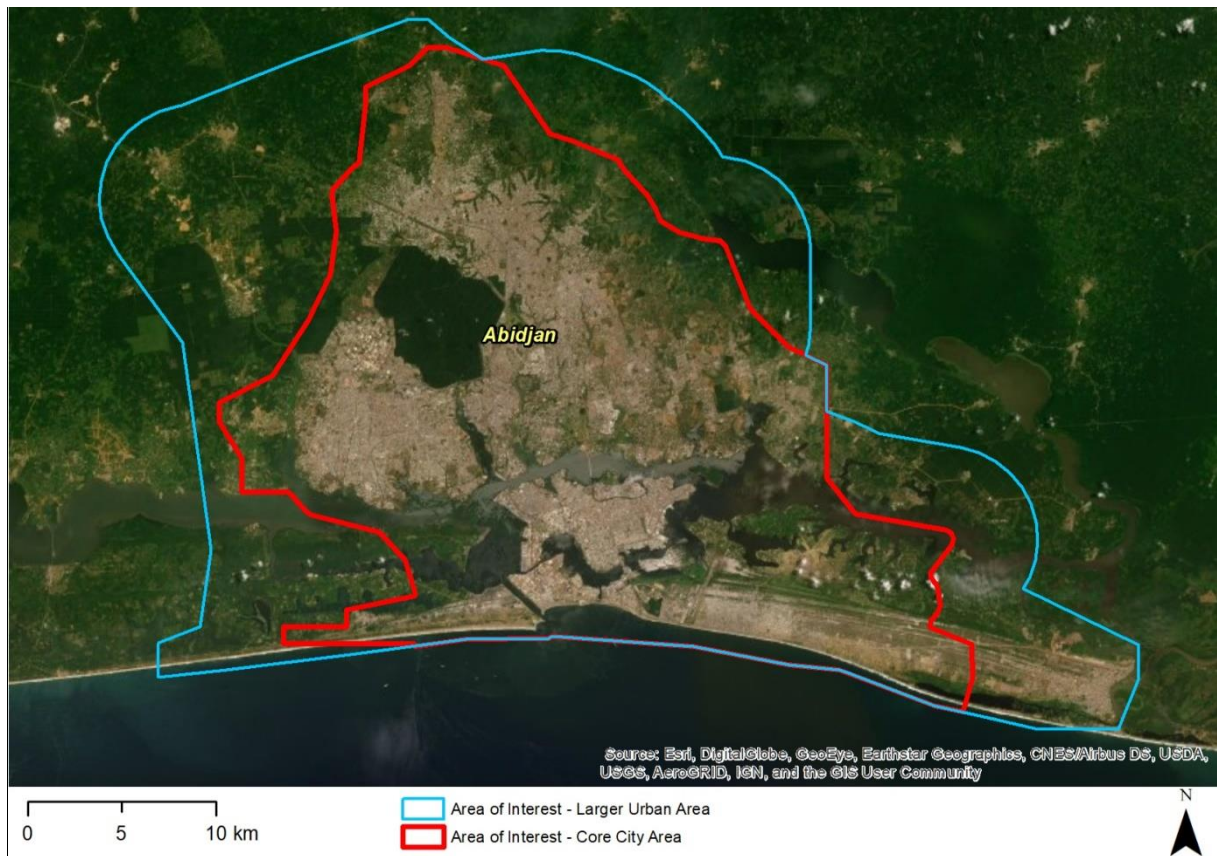 Abidjan
Source: Esri, DigitalGlobe, GeoEye, Earthstar Geographics, CNES/Airbus DS, USDA,
USGS, AeroGRID, IGN, and the GIS User Community
0 5 10 km
Area of Interest - Larger Urban Area
Area of Interest - Core City Area
N